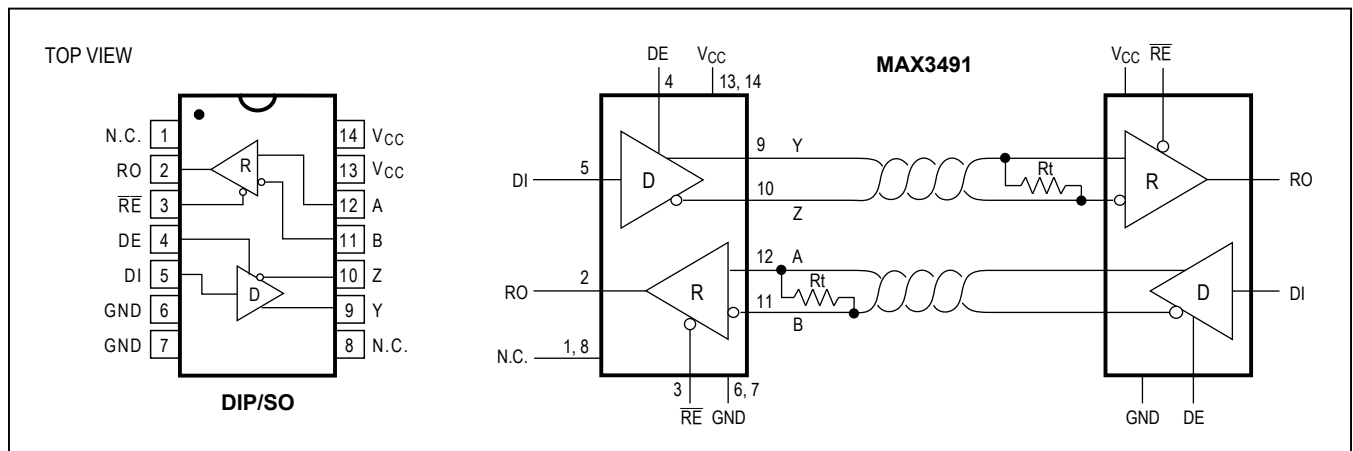 TOP VIEW
N.C. 1
RO 2
RE 3
DE 4
DI 5
GND 6
GND 7
14 VCC
13 VCC
12 A
11 B
10 Z
9 Y
8 N.C.
R
D
DIP/SO
MAX3491
DE
4
VCC
13, 14
DI
5
D
9 Y
10
Z
Rt
12 A
11
B
Rt
RO
2
R
N.C.
1, 8
3
RE
6, 7
GND
VCC
RE
R
RO
D
DI
GND
DE